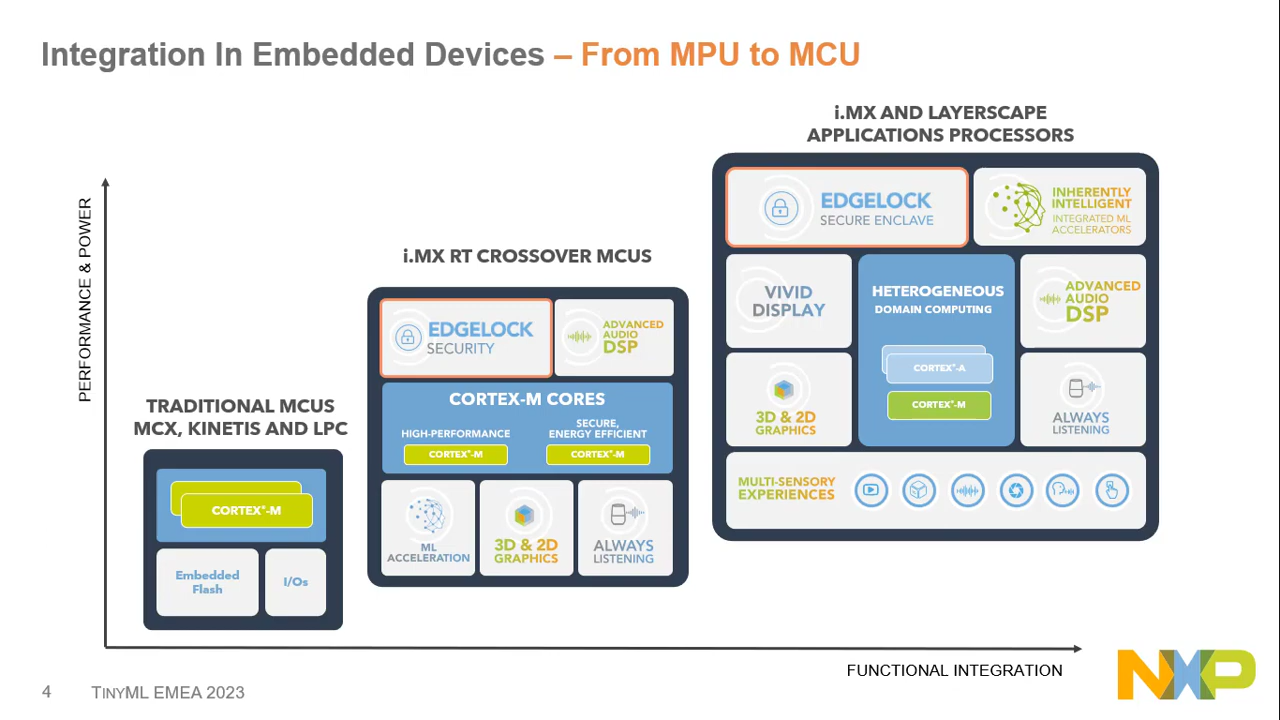 Integration In Embedded Devices – From MPU to MCU
i.MX AND LAYERSCAPE
APPLICATIONS PROCESSORS
EDGELOCK
SECURE ENCLAVE
INHERENTLY
INTELLIGENT
INTEGRATED ML
ACCELERATORS
VIVID
DISPLAY
HETEROGENEOUS
DOMAIN COMPUTING
CORTEX®-A
CORTEX®-M
ADVANCED
AUDIO
DSP
3D & 2D
GRAPHICS
ALWAYS
LISTENING
MULTI-SENSORY
EXPERIENCES
i.MX RT CROSSOVER MCUS
EDGELOCK
SECURITY
ADVANCED
AUDIO
DSP
CORTEX-M CORES
HIGH-PERFORMANCE
CORTEX®-M
SECURE,
ENERGY EFFICIENT
CORTEX®-M
ML
ACCELERATION
3D & 2D
GRAPHICS
ALWAYS
LISTENING
TRADITIONAL MCUS
MCX, KINETIS AND LPC
CORTEX®-M
Embedded
Flash
I/Os
PERFORMANCE & POWER
FUNCTIONAL INTEGRATION
4
TINYML EMEA 2023
NXP